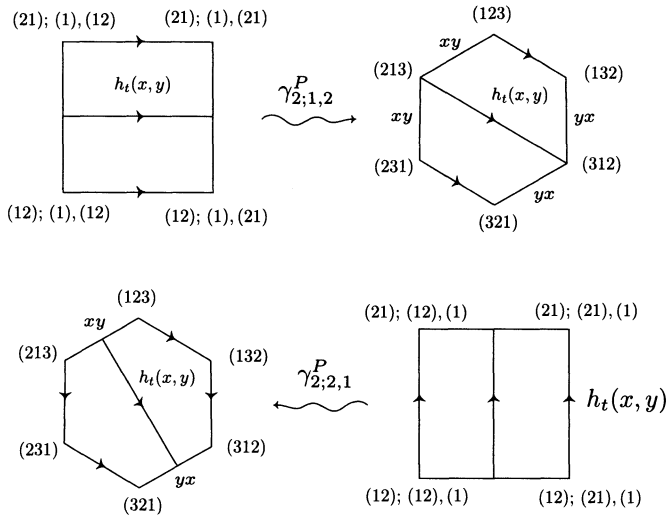 (21); (1), (12) (21); (1), (21)
h_t(x, y)
(12); (1), (12) (12); (1), (21)
γ^P_{2;1,2}
(123)
xy
(213) (132)
h_t(x, y)
xy yx
(231) (312)
yx
(321)
(123)
xy
(213) (132)
h_t(x, y)
(231) (312)
yx
(321)
γ^P_{2;2,1}
(21); (12), (1) (21); (21), (1)
h_t(x, y)
(12); (12), (1) (12); (21), (1)